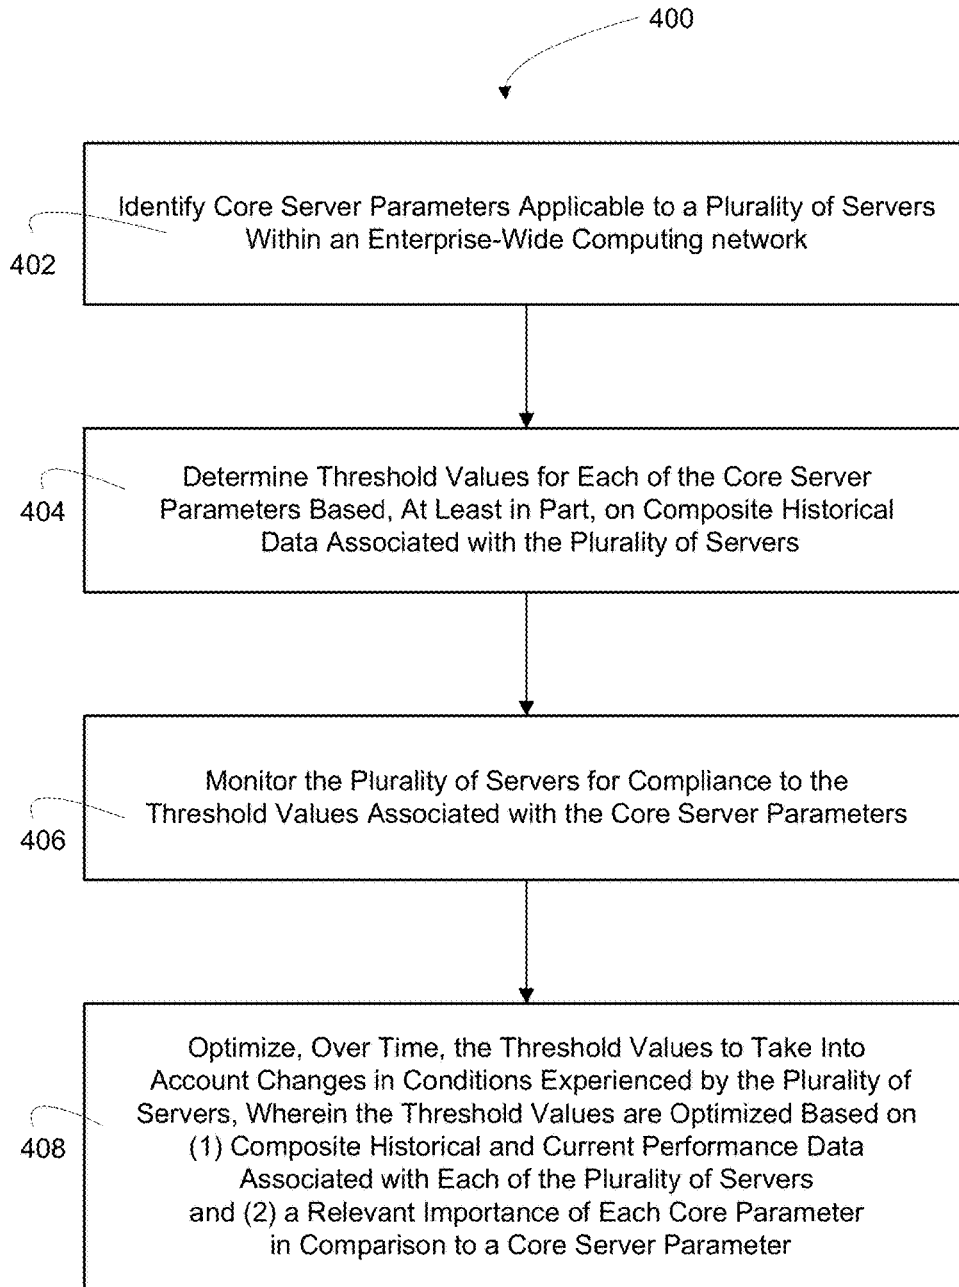 400
Identify Core Server Parameters Applicable to a Plurality of Servers
Within an Enterprise-Wide Computing network
402
Determine Threshold Values for Each of the Core Server
Parameters Based, At Least in Part, on Composite Historical
Data Associated with the Plurality of Servers
404
Monitor the Plurality of Servers for Compliance to the
Threshold Values Associated with the Core Server Parameters
406
Optimize, Over Time, the Threshold Values to Take Into
Account Changes in Conditions Experienced by the Plurality of
Servers, Wherein the Threshold Values are Optimized Based on
(1) Composite Historical and Current Performance Data
Associated with Each of the Plurality of Servers
and (2) a Relevant Importance of Each Core Parameter
in Comparison to a Core Server Parameter
408